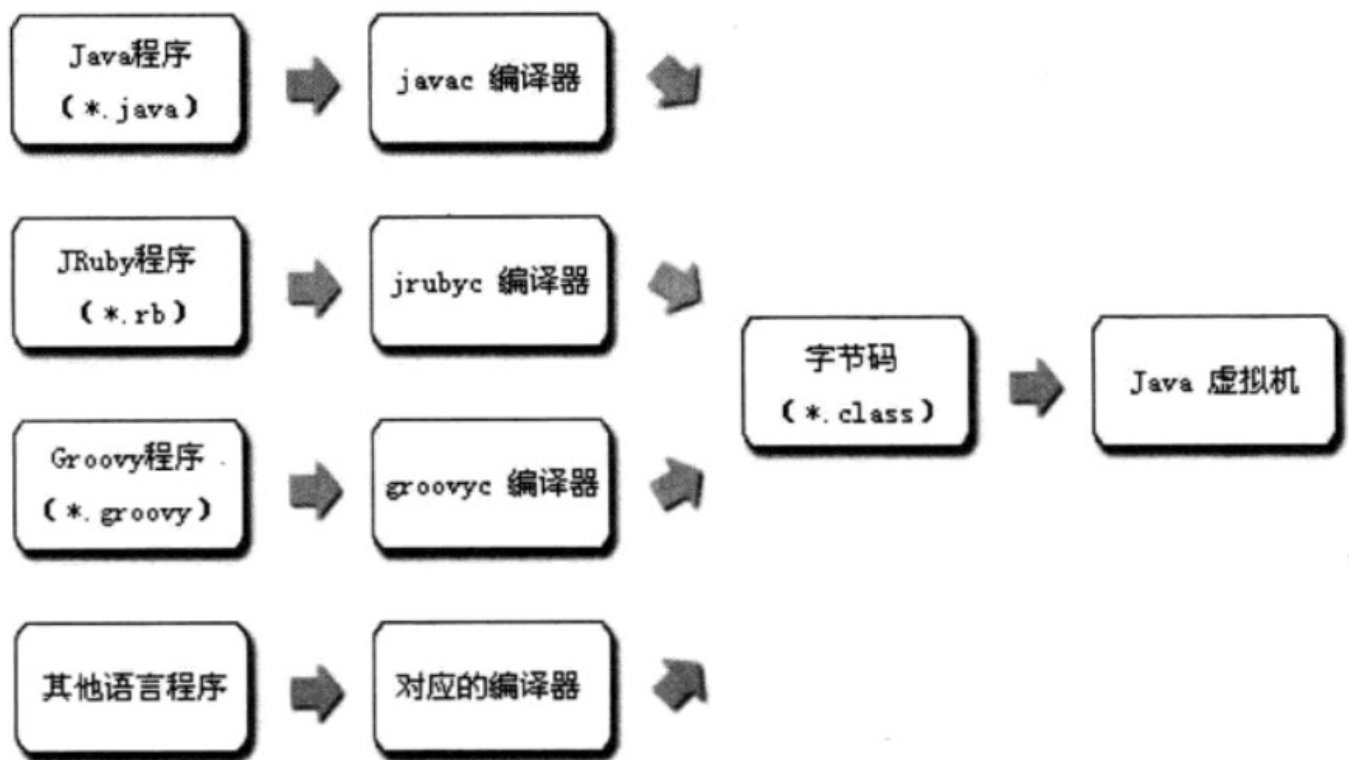 Java程序
(*.java)
javac 编译器
JRuby程序
(*.rb)
jrubyc 编译器
Groovy程序
(*.groovy)
groovyc 编译器
其他语言程序
对应的编译器
字节码
(*.class)
Java 虚拟机